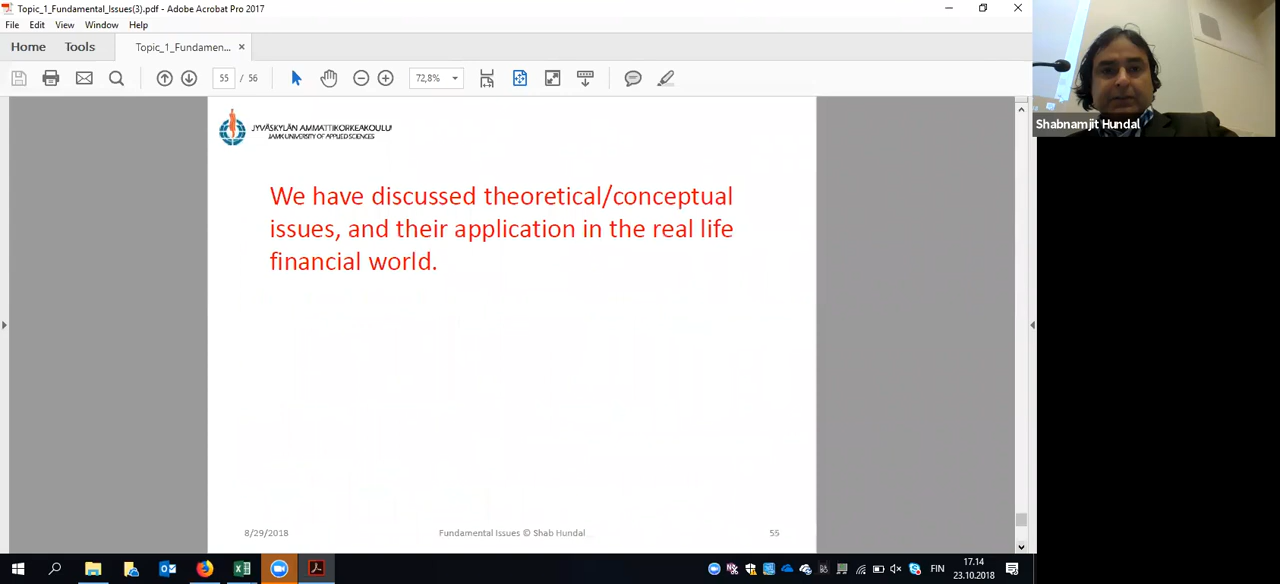 Topic_1_Fundamental_Issues(3).pdf - Adobe Acrobat Pro 2017
File Edit View Window Help
Home Tools Topic_1_Fundamen... ×
55 / 56 72,8%
JYVÄSKYLÄN AMMATTIKORKEAKOULU
JAMK UNIVERSITY OF APPLIED SCIENCES
We have discussed theoretical/conceptual
issues, and their application in the real life
financial world.
8/29/2018 Fundamental Issues © Shab Hundal 55
Shabnamjit Hundal
FIN
17.14
23.10.2018